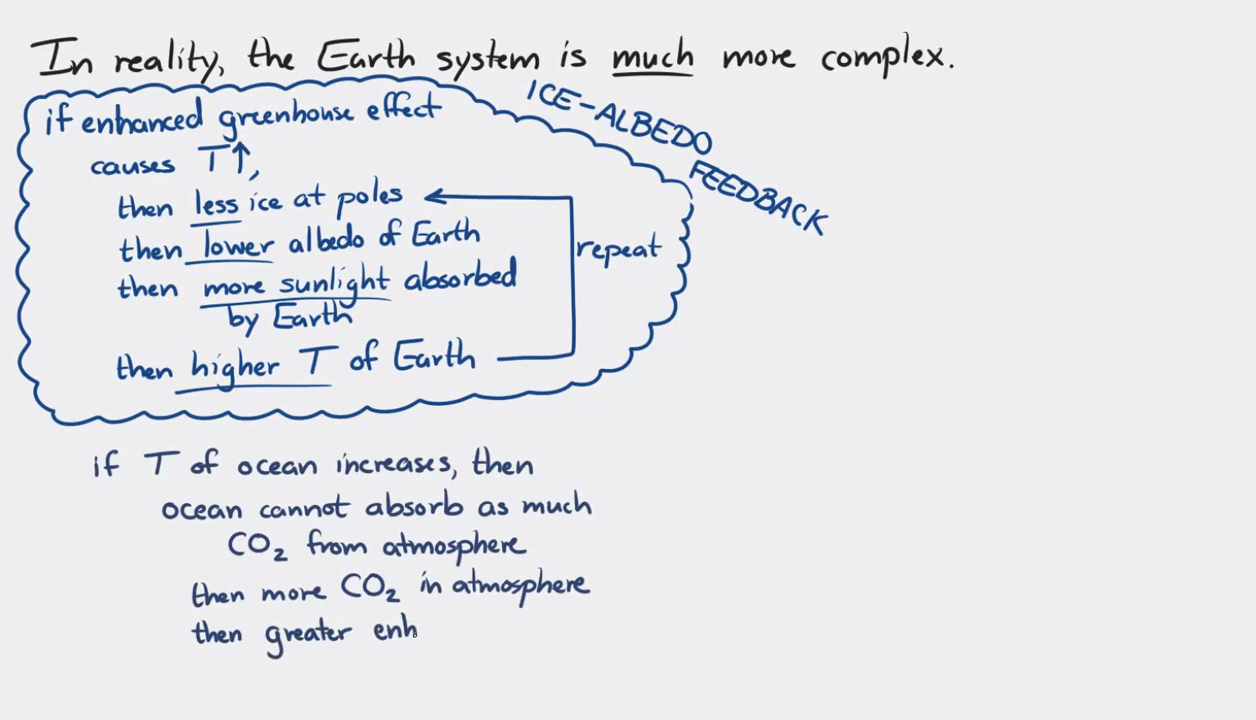 In reality, the Earth system is much more complex.
if enhanced greenhouse effect
causes T↑,
then less ice at poles
then lower albedo of Earth
then more sunlight absorbed
by Earth
then higher T of Earth
repeat
ICE-ALBEDO
FEEDBACK
if T of ocean increases, then
ocean cannot absorb as much
CO₂ from atmosphere
then more CO₂ in atmosphere
then greater enh